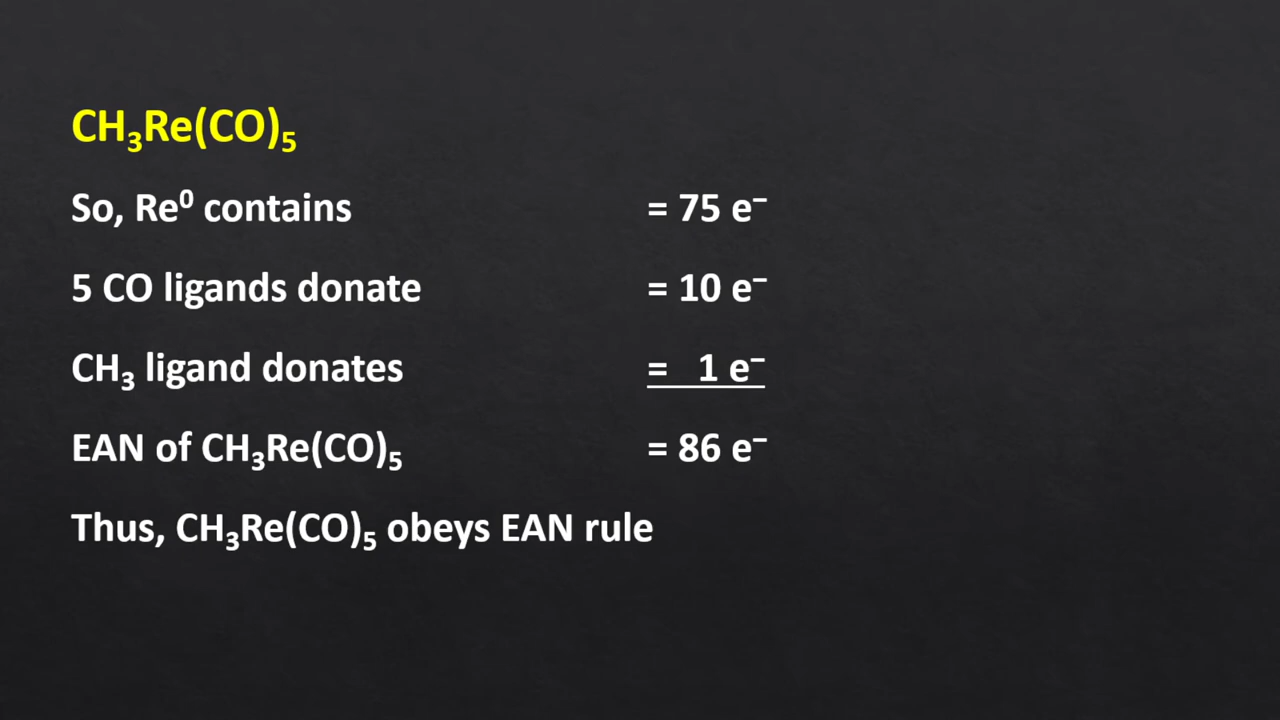 CH₃Re(CO)₅
So, Re⁰ contains = 75 e⁻
5 CO ligands donate = 10 e⁻
CH₃ ligand donates = 1 e⁻
EAN of CH₃Re(CO)₅ = 86 e⁻
Thus, CH₃Re(CO)₅ obeys EAN rule